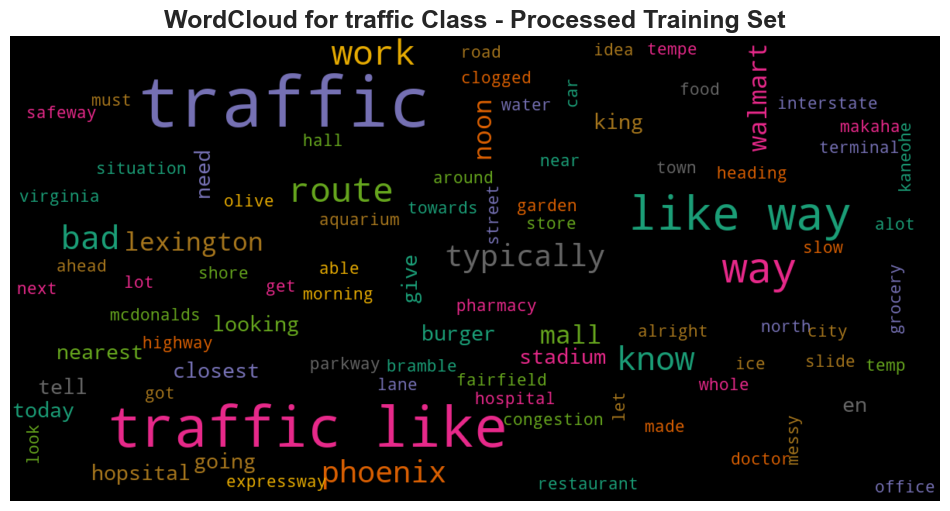 WordCloud for traffic Class - Processed Training Set
work
road
idea
tempe
walmart
clogged
traffic
must
safeway
noon
water
car
food
interstate
king
makaha
hall
terminal
kaneohe
situation
need
near
town
heading
around
virginia
olive
route
street
aquarium
towards
garden
store
like way
alot
bad
lexington
typically
slow
ahead
shore
able
give
way
grocery
next
lot
get
morning
pharmacy
mcdonalds
looking
burger
mall
alright
north
city
highway
nearest
closest
parkway
bramble
stadium
know
ice
slide
temp
tell
got
lane
fairfield
hospital
whole
today
traffic like
congestion
let
made
en
look
messy
hopsital
going
phoenix
expressway
docton
restaurant
office